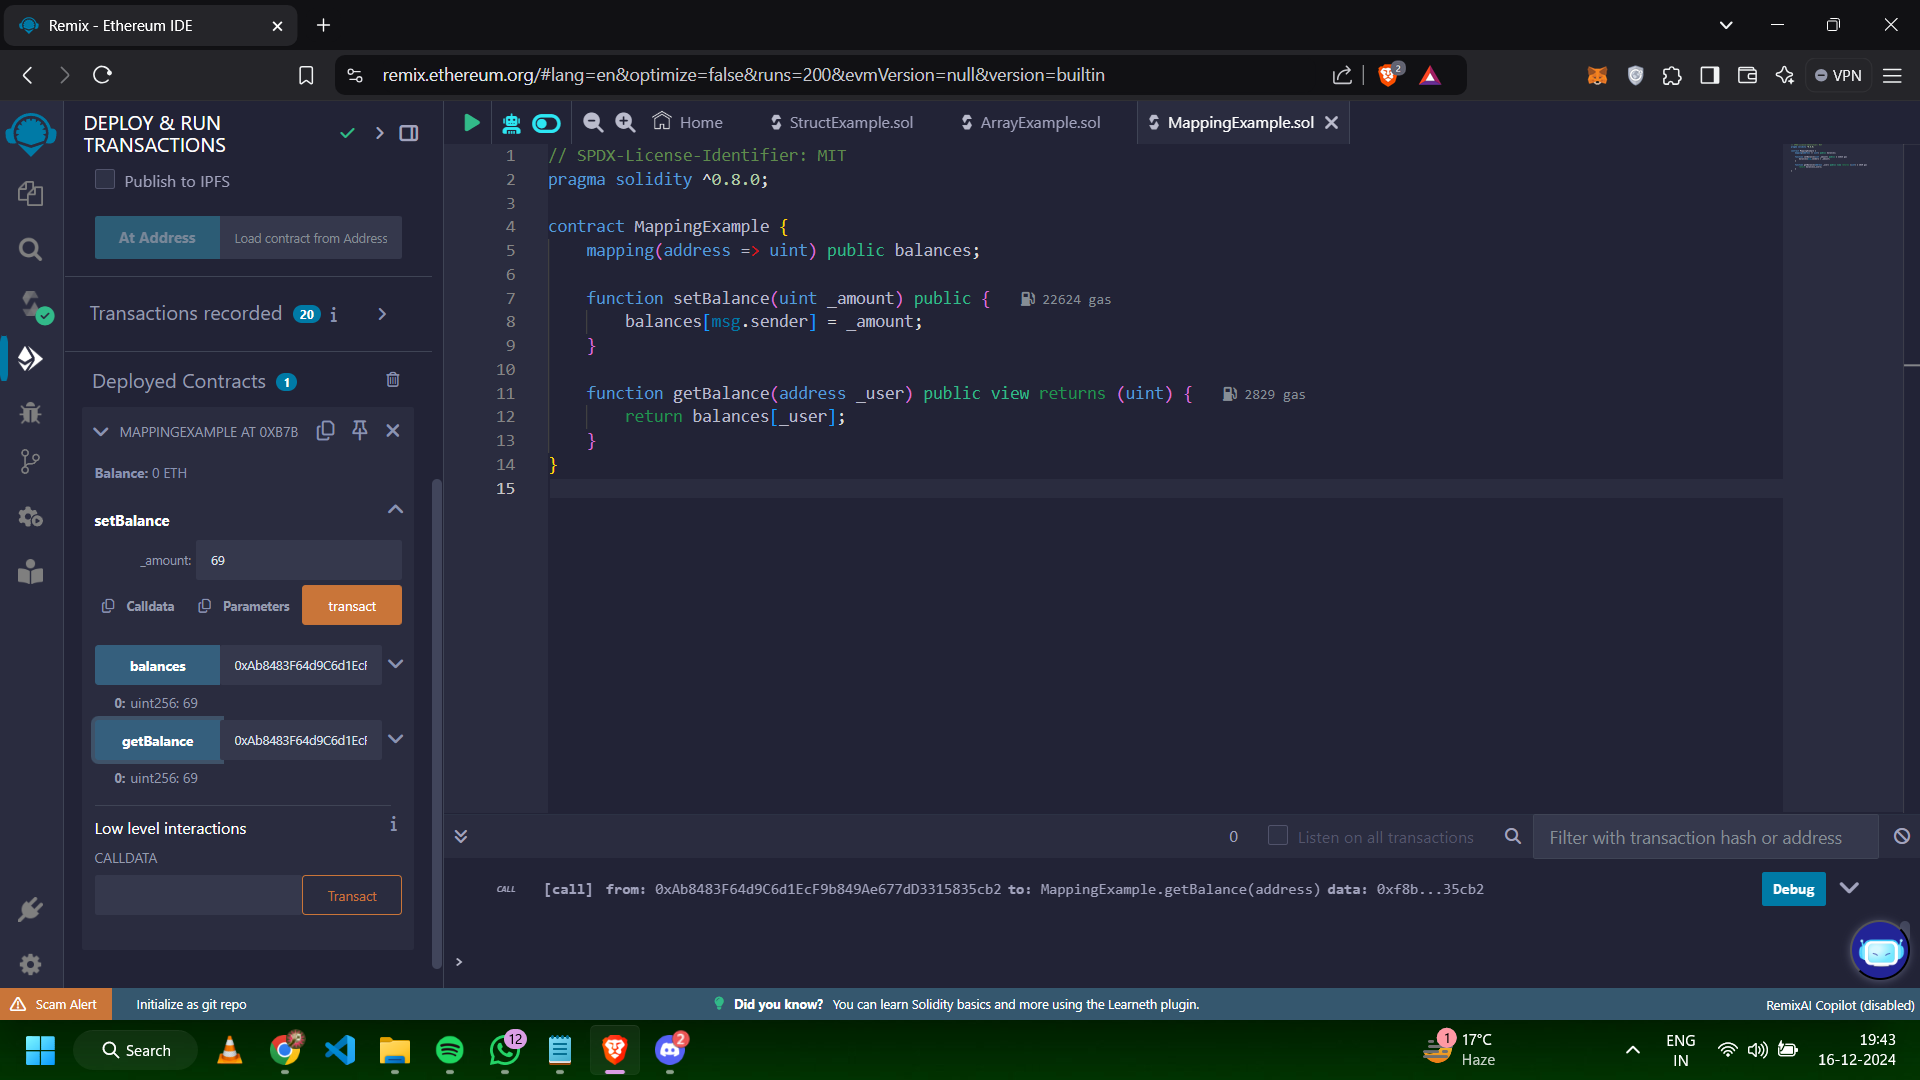 Remix - Ethereum IDE
remix.ethereum.org/#lang=en&optimize=false&runs=200&evmVersion=null&version=builtin
2
VPN
DEPLOY & RUN
TRANSACTIONS
Publish to IPFS
At Address
Load contract from Address
Transactions recorded 20 i
Deployed Contracts 1
MAPPINGEXAMPLE AT 0XB7B
Balance: 0 ETH
setBalance
_amount: 69
Calldata
Parameters
transact
balances
0xAb8483F64d9C6d1EcF
0: uint256: 69
getBalance
0xAb8483F64d9C6d1EcF
0: uint256: 69
Low level interactions
i
CALLDATA
Transact
Home
StructExample.sol
ArrayExample.sol
MappingExample.sol
1 // SPDX-License-Identifier: MIT
2 pragma solidity ^0.8.0;
3
4 contract MappingExample {
5 mapping(address => uint) public balances;
6
7 function setBalance(uint _amount) public { 22624 gas
8 balances[msg.sender] = _amount;
9 }
10
11 function getBalance(address _user) public view returns (uint) { 2829 gas
12 return balances[_user];
13 }
14 }
15
0
Listen on all transactions
Filter with transaction hash or address
CALL [call] from: 0xAb8483F64d9C6d1EcF9b849Ae677dD3315835cb2 to: MappingExample.getBalance(address) data: 0xf8b...35cb2
Debug
>
Scam Alert
Initialize as git repo
Did you know? You can learn Solidity basics and more using the Learneth plugin.
RemixAI Copilot (disabled)
Search
12
2
1
17°C
Haze
ENG
IN
19:43
16-12-2024